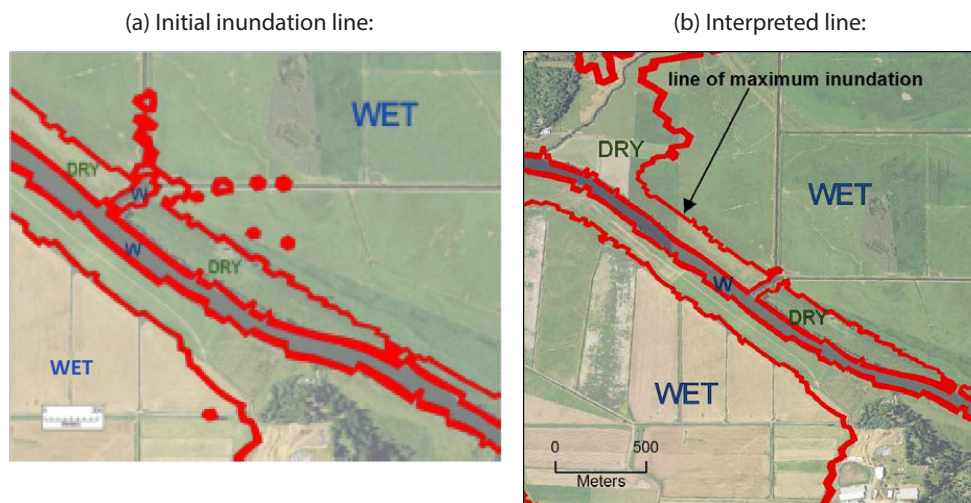 (a) Initial inundation line:
WET
DRY
W
W
DRY
WET
Meters
(b) Interpreted line:
line of maximum inundation
DRY
WET
W
DRY
WET
0 500
Meters